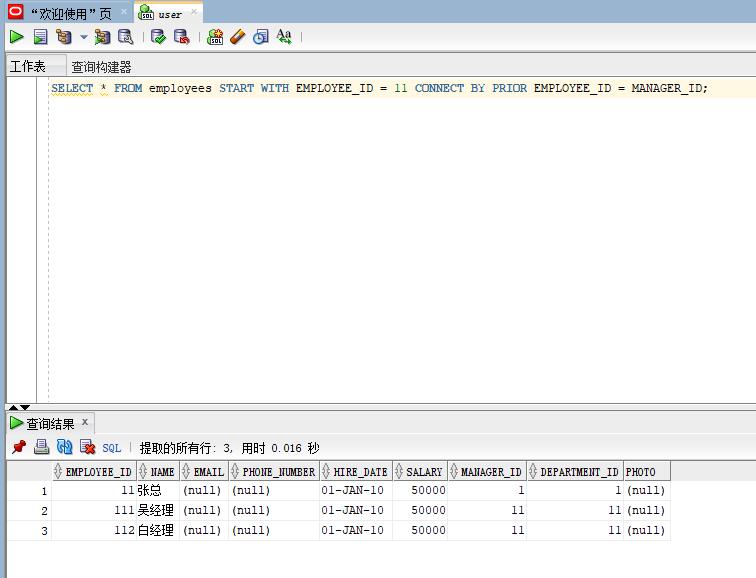 “欢迎使用”页 × user ×
工作表 查询构建器
SELECT * FROM employees START WITH EMPLOYEE_ID = 11 CONNECT BY PRIOR EMPLOYEE_ID = MANAGER_ID;
查询结果 ×
SQL | 提取的所有行: 3, 用时 0.016 秒
EMPLOYEE_ID NAME EMAIL PHONE_NUMBER HIRE_DATE SALARY MANAGER_ID DEPARTMENT_ID PHOTO
1 11 张总 (null) (null) 01-JAN-10 50000 1 1 (null)
2 111 吴经理 (null) (null) 01-JAN-10 50000 11 11 (null)
3 112 白经理 (null) (null) 01-JAN-10 50000 11 11 (null)